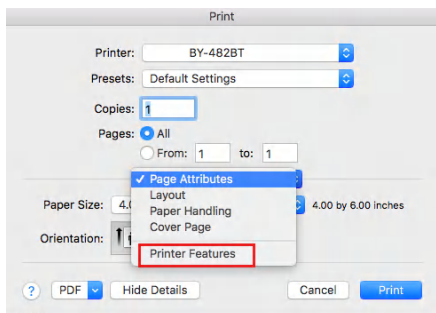 Print
Printer: BY-482BT
Presets: Default Settings
Copies: 1
Pages: All
From: 1 to: 1
✓ Page Attributes
Layout
Paper Size: 4.0 4.00 by 6.00 inches
Paper Handling
Cover Page
Orientation:
Printer Features
? PDF Hide Details Cancel Print